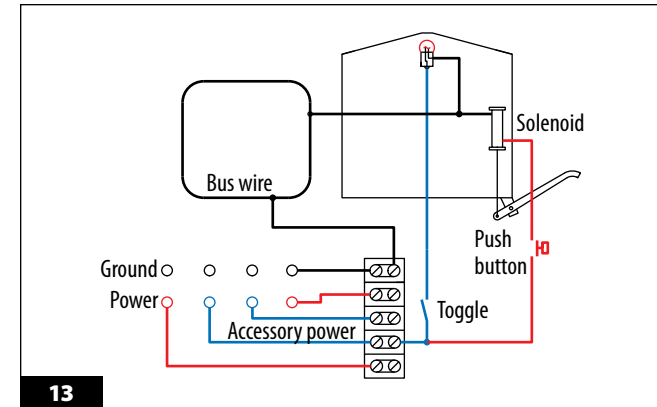 Solenoid
Bus wire
Push
button
Ground
Power
Toggle
Accessory power
13